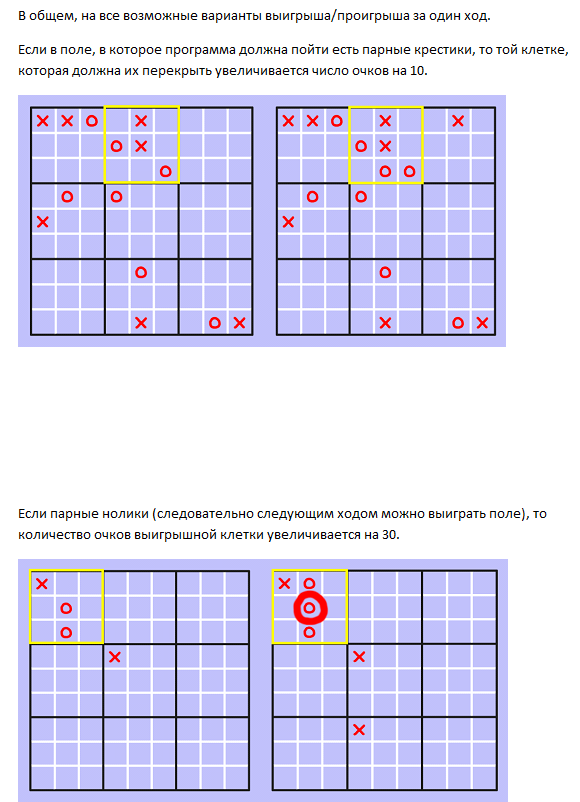 В общем, на все возможные варианты выигрыша/проигрыша за один ход.
Если в поле, в которое программа должна пойти есть парные крестики, то той клетке,
которая должна их перекрыть увеличивается число очков на 10.
Если парные нолики (следовательно следующим ходом можно выиграть поле), то
количество очков выигрышной клетки увеличивается на 30.